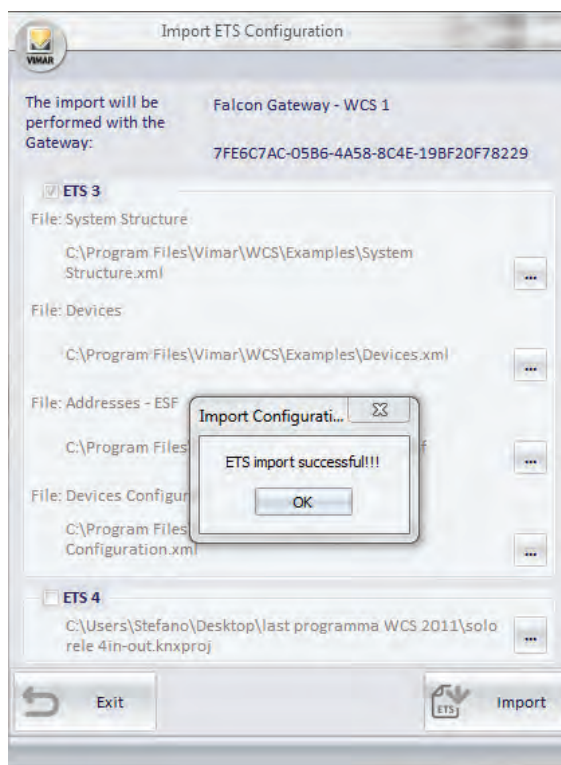 Import ETS Configuration
VIMAR
The import will be
performed with the
Gateway:
Falcon Gateway - WCS 1
7FE6C7AC-05B6-4A58-8C4E-19BF20F78229
ETS 3
File: System Structure
C:\Program Files\Vimar\WCS\Examples\System
Structure.xml
...
File: Devices
C:\Program Files\Vimar\WCS\Examples\Devices.xml
...
File: Addresses - ESF
C:\Program Files
f
...
File: Devices Configur
C:\Program Files
Configuration.xml
...
Import Configurati...
ETS import successful!!!
OK
ETS 4
C:\Users\Stefano\Desktop\last programma WCS 2011\solo
rele 4in-out.knxproj
...
Exit
ETS
Import